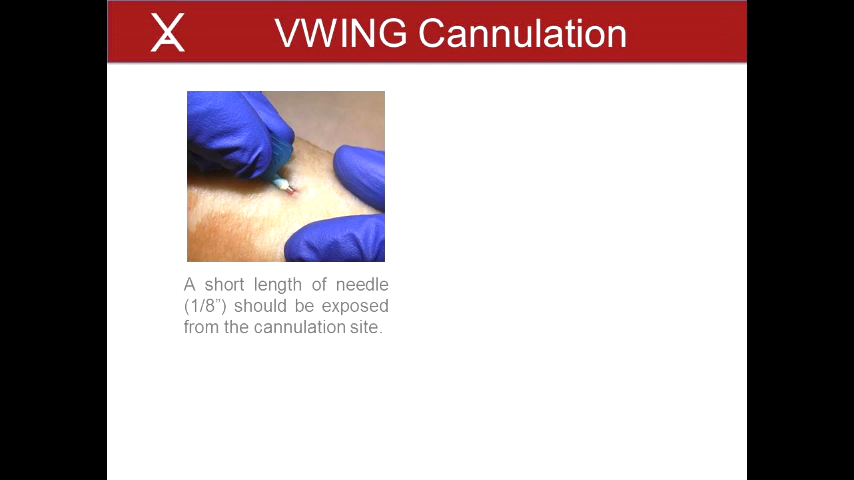 VWING Cannulation
A short length of needle
(1/8”) should be exposed
from the cannulation site.